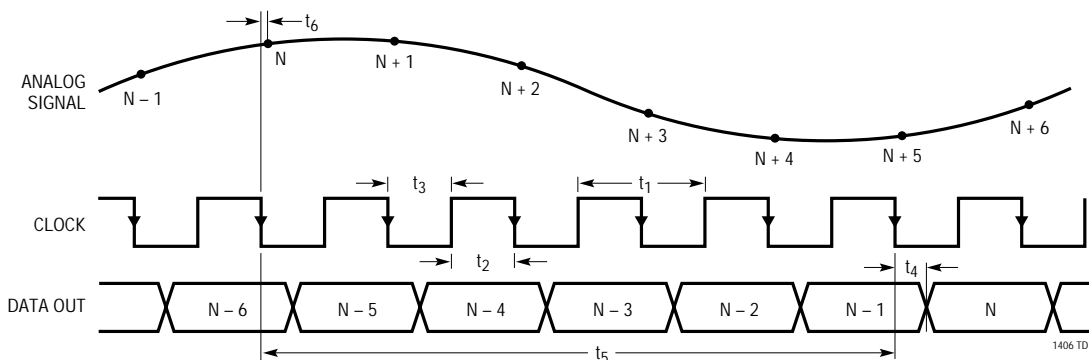 t6
N
N + 1
N + 2
N – 1
ANALOG
SIGNAL
N + 3
N + 4
N + 5
N + 6
t3
t1
CLOCK
t2
t4
DATA OUT
N – 6
N – 5
N – 4
N – 3
N – 2
N – 1
N
t5
1406 TD